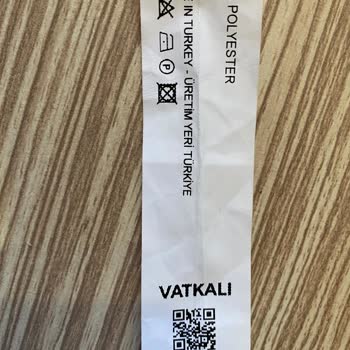 POLYESTER
IN TURKEY - ÜRETİM YERİ TÜRKİYE
P
VATKALI